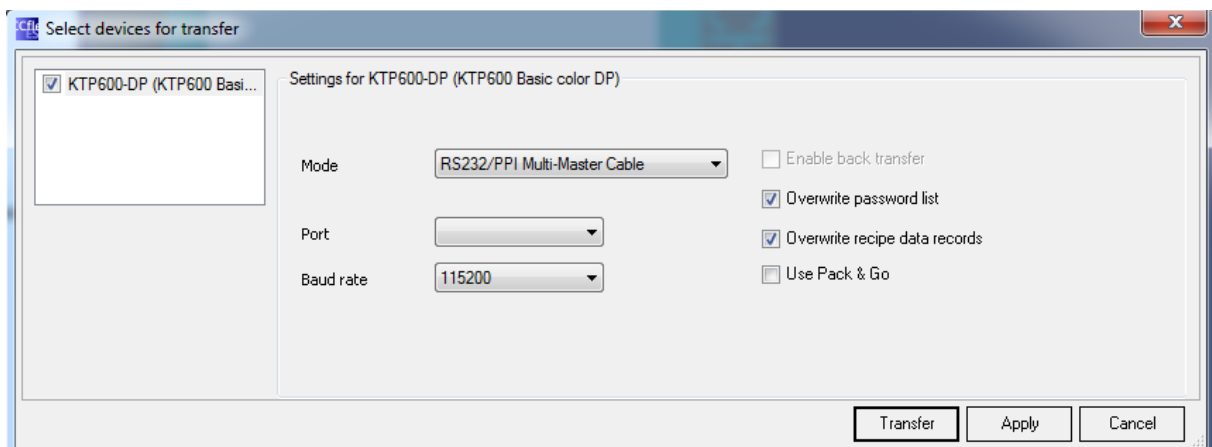 Select devices for transfer
KTP600-DP (KTP600 Basi...
Settings for KTP600-DP (KTP600 Basic color DP)
Mode
RS232/PPI Multi-Master Cable
Enable back transfer
Overwrite password list
Port
Overwrite recipe data records
Baud rate
115200
Use Pack & Go
Transfer
Apply
Cancel